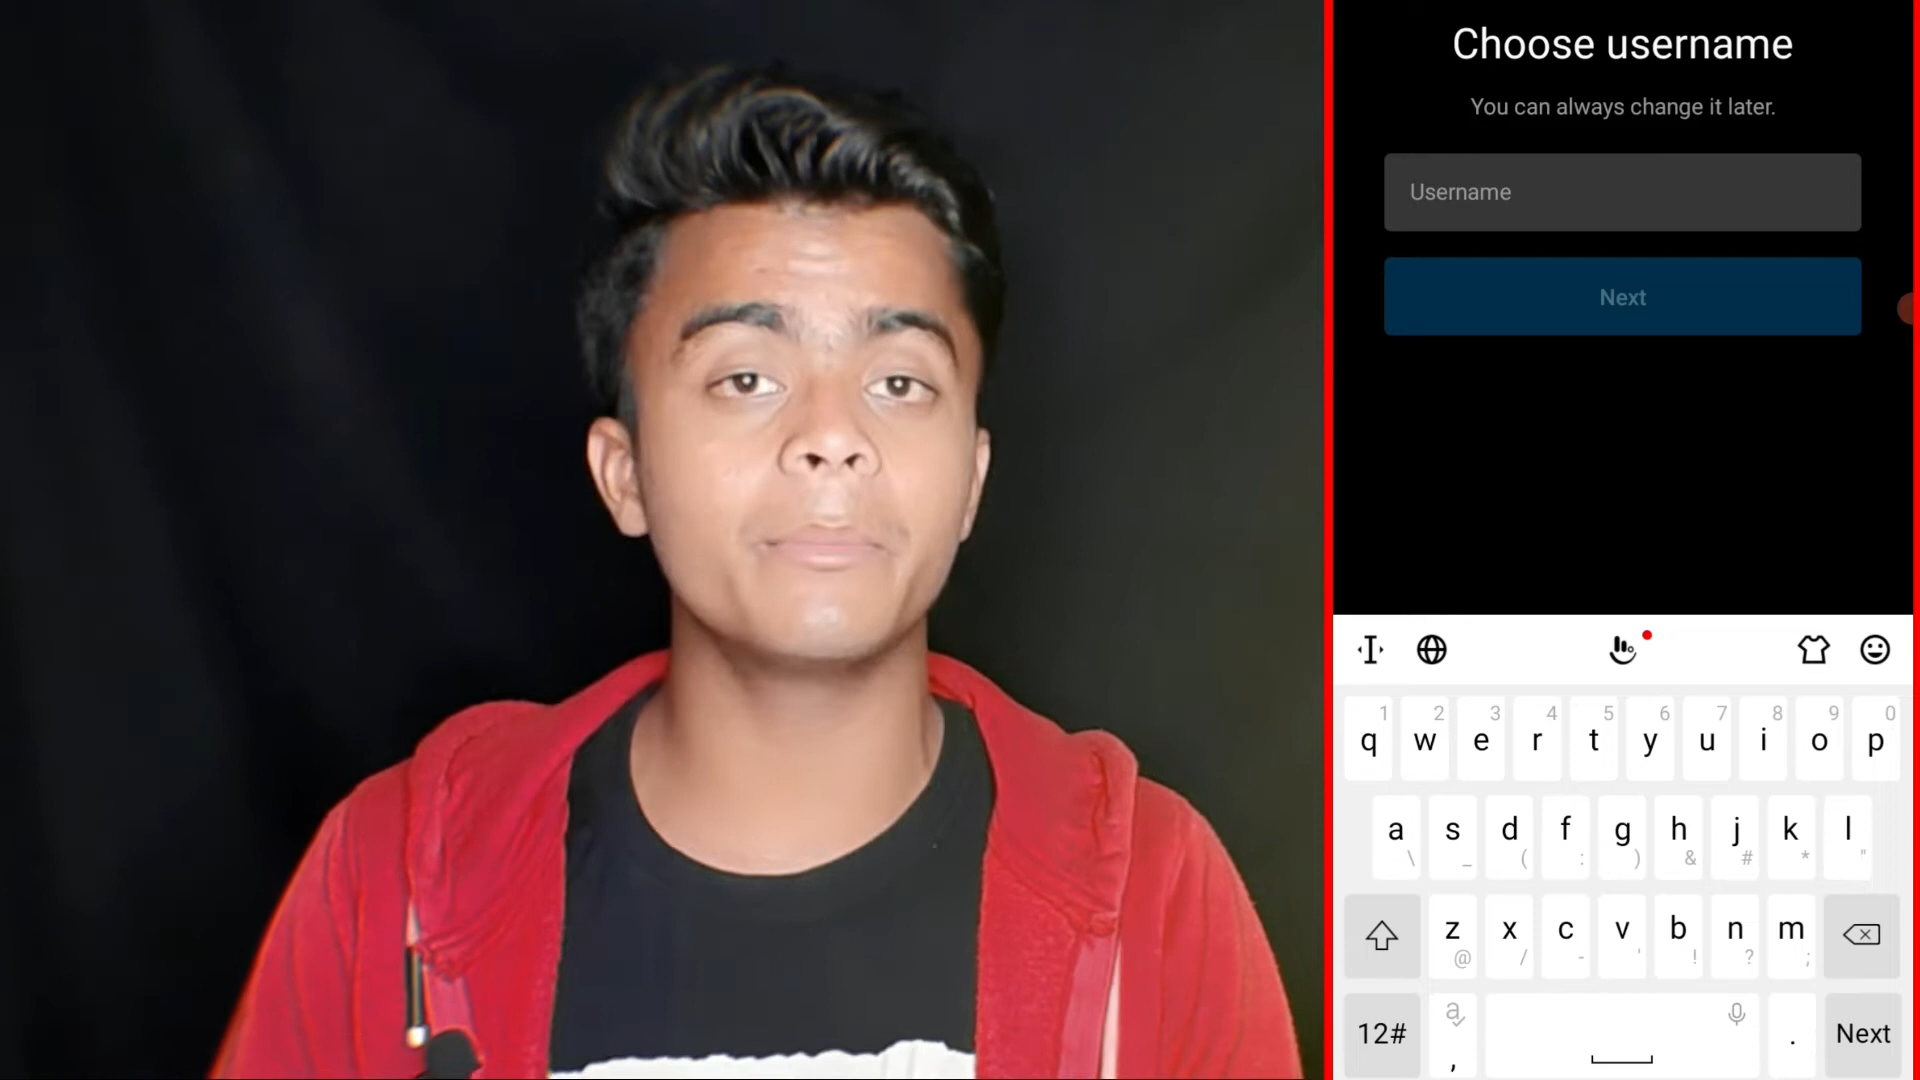 Choose username
You can always change it later.
Username
Next
1 2 3 4 5 6 7 8 9 0
q w e r t y u i o p
a s d f g h j k l
\ _ ( : ) & # * "
z x c v b n m
@ / - ' ! ? ;
12# a , . Next